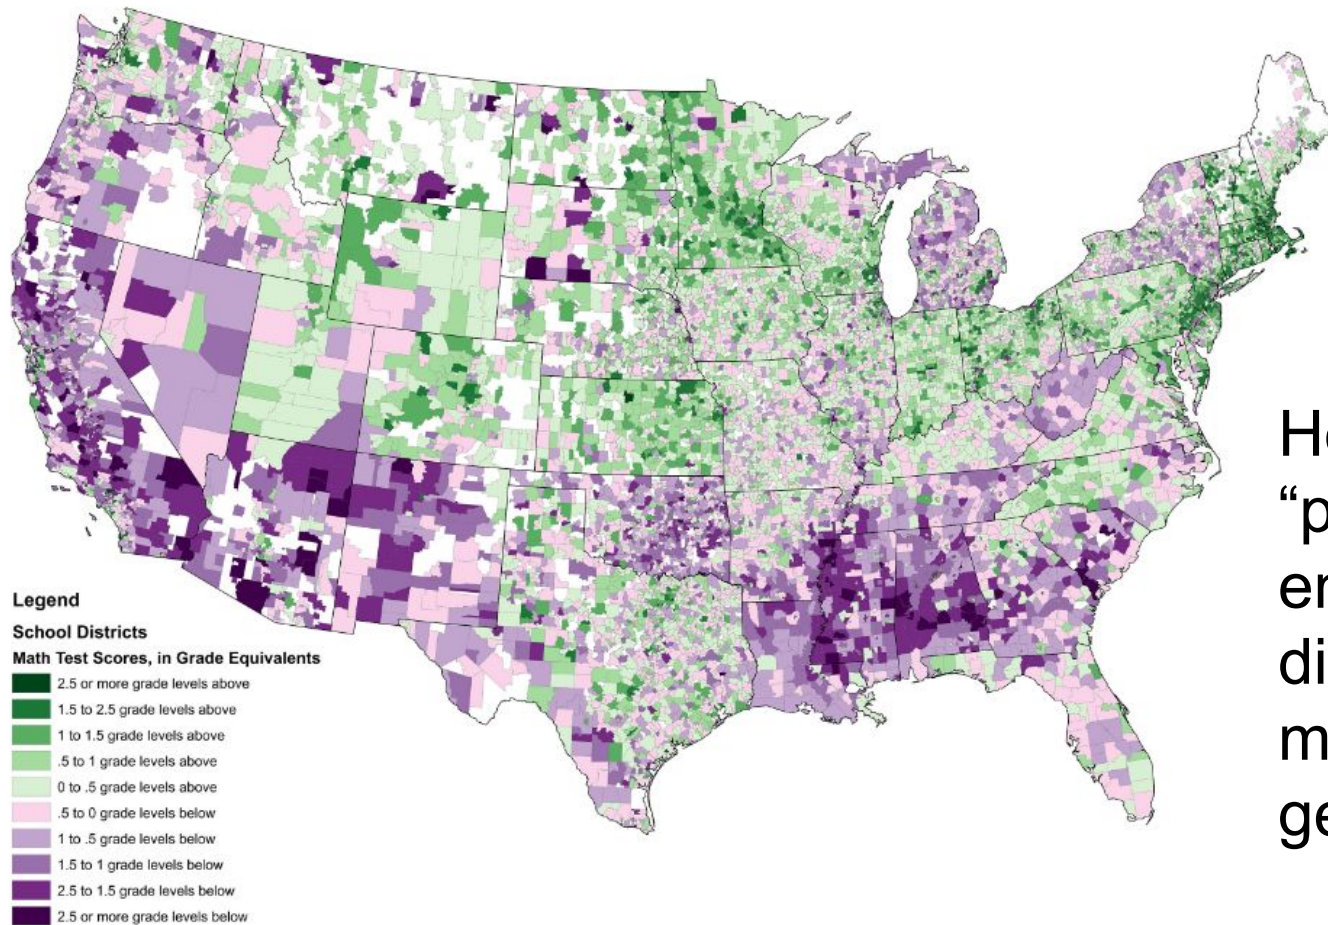 Legend
School Districts
Math Test Scores, in Grade Equivalents
2.5 or more grade levels above
1.5 to 2.5 grade levels above
1 to 1.5 grade levels above
.5 to 1 grade levels above
0 to .5 grade levels above
.5 to 0 grade levels below
1 to .5 grade levels below
1.5 to 1 grade levels below
2.5 to 1.5 grade levels below
2.5 or more grade levels below